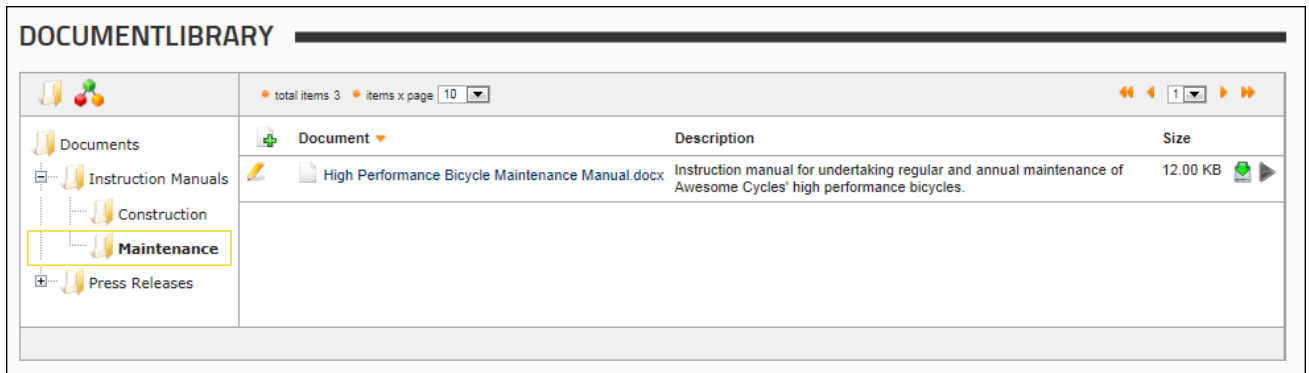 DOCUMENTLIBRARY
total items 3 items x page 10 1
Documents
Instruction Manuals
Construction
Maintenance
Press Releases
Document Description Size
High Performance Bicycle Maintenance Manual.docx
Instruction manual for undertaking regular and annual maintenance of
Awesome Cycles' high performance bicycles.
12.00 KB